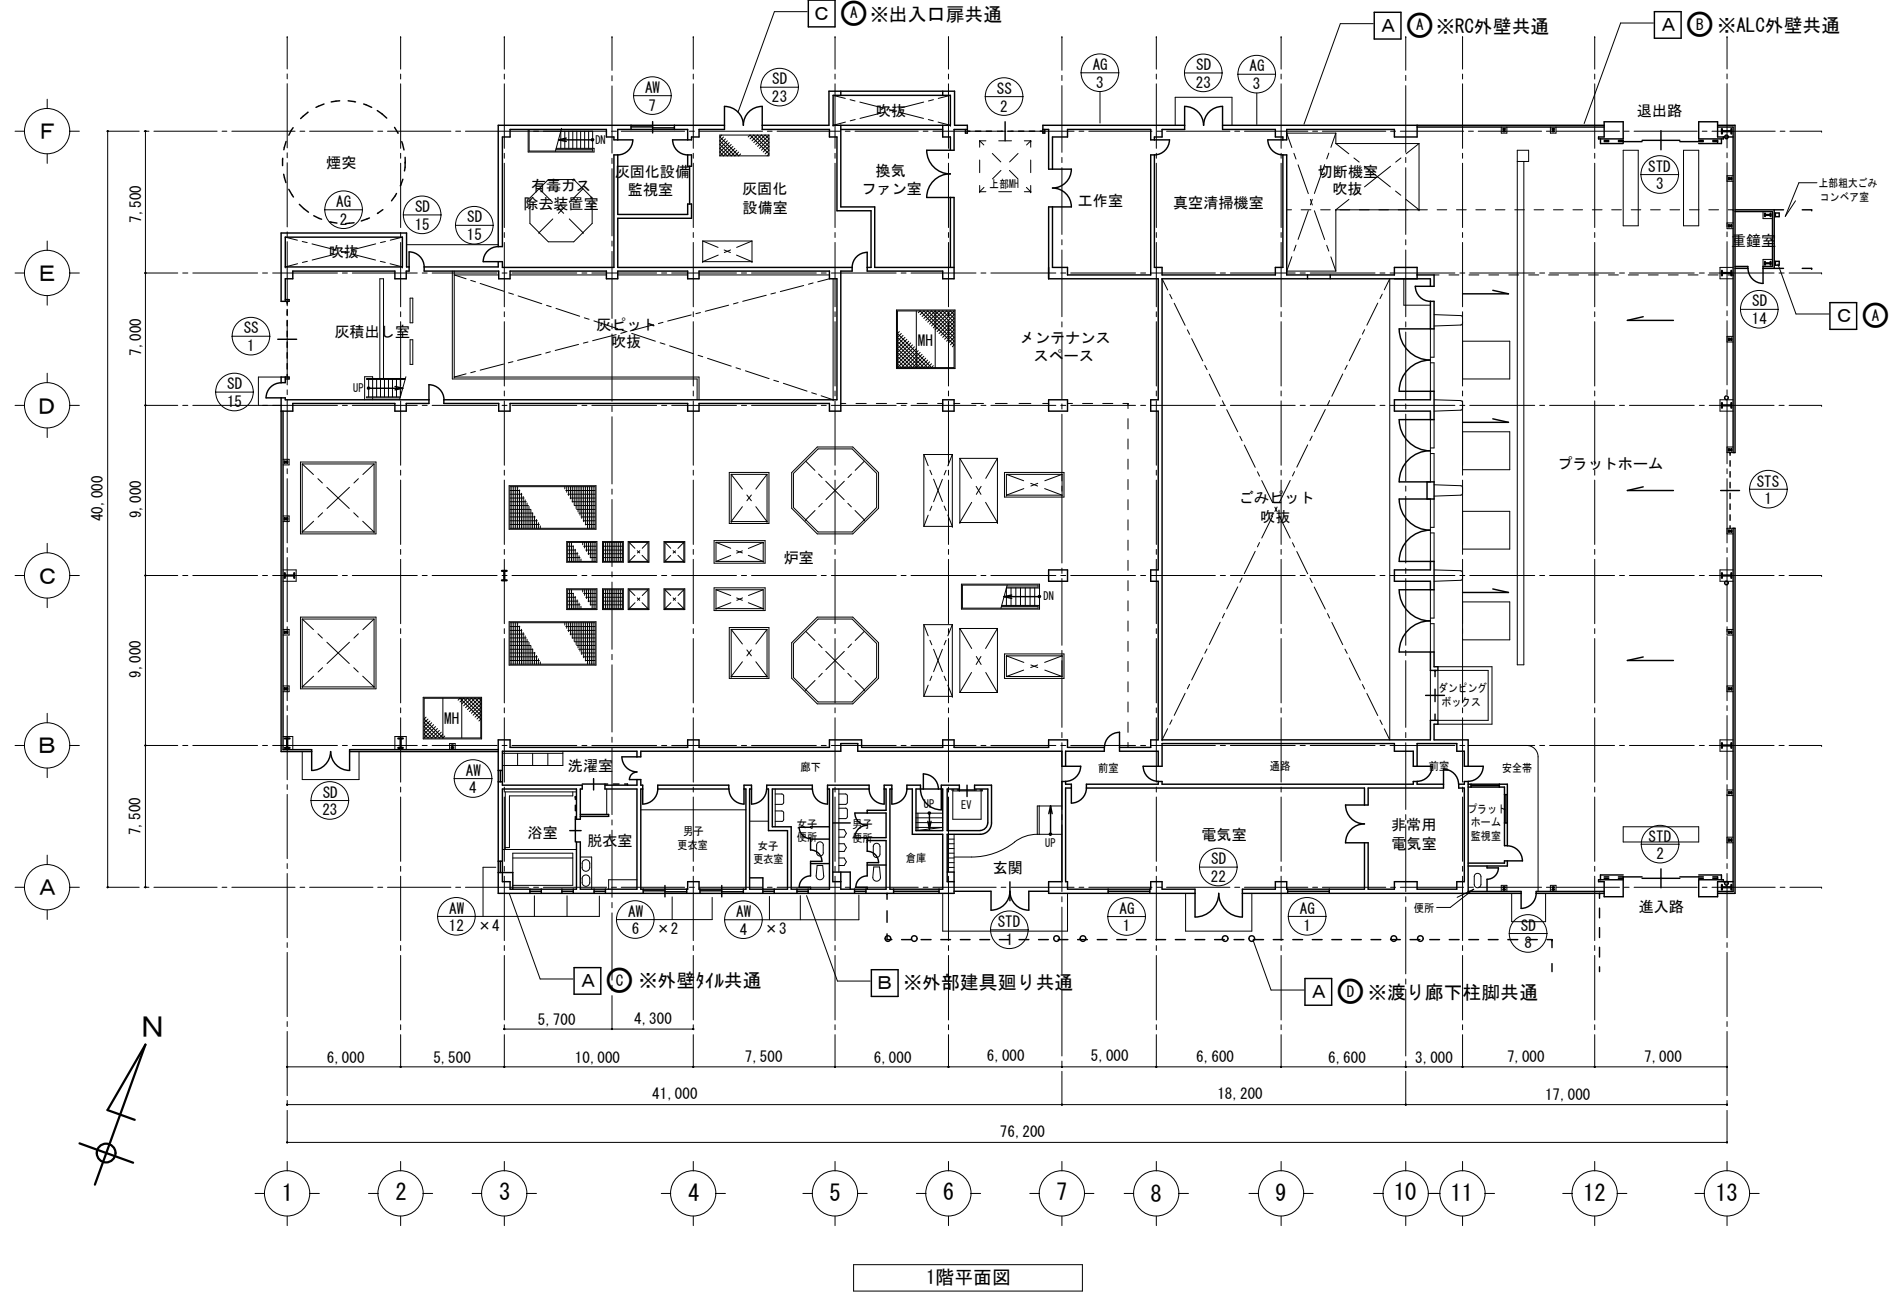 C A ※出入口扉共通
A A ※RC外壁共通
A B ※ALC外壁共通
AW 7
SD 23
SS 2
AG 3
SD 23
AG 3
吹抜
退出路
F
煙突
DN
有毒ガス
除去装置室
灰固化設備
監視室
灰固化
設備室
換気
ファン室
上部MH
工作室
真空清掃機室
切断機室
吹抜
STD 3
上部粗大ごみ
コンベア室
7,500
AG 2
SD 15
SD 15
吹抜
重鐘室
E
SD 14
C A
SS 1
灰積出し室
灰ピット
吹抜
MH
メンテナンス
スペース
7,000
UP
SD 15
D
プラットホーム
40,000
9,000
ごみピット
吹抜
STS 1
炉室
C
DN
9,000
ダンピング
ボックス
MH
B
AW 4
洗濯室
廊下
前室
通路
前室
安全帯
SD 23
7,500
浴室
脱衣室
男子
更衣室
女子
更衣室
女子
便所
男子
便所
倉庫
UP
EV
玄関
UP
電気室
SD 22
非常用
電気室
プラット
ホーム
監視室
STD 2
A
便所
進入路
AW 12 ×4
AW 6 ×2
AW 4 ×3
STD 1
AG 1
AG 1
SD 8
A C ※外壁ﾀｲﾙ共通
B ※外部建具廻り共通
A D ※渡り廊下柱脚共通
5,700
4,300
N
6,000
5,500
10,000
7,500
6,000
6,000
5,000
6,600
6,600
3,000
7,000
7,000
41,000
18,200
17,000
76,200
1
2
3
4
5
6
7
8
9
10
11
12
13
1階平面図